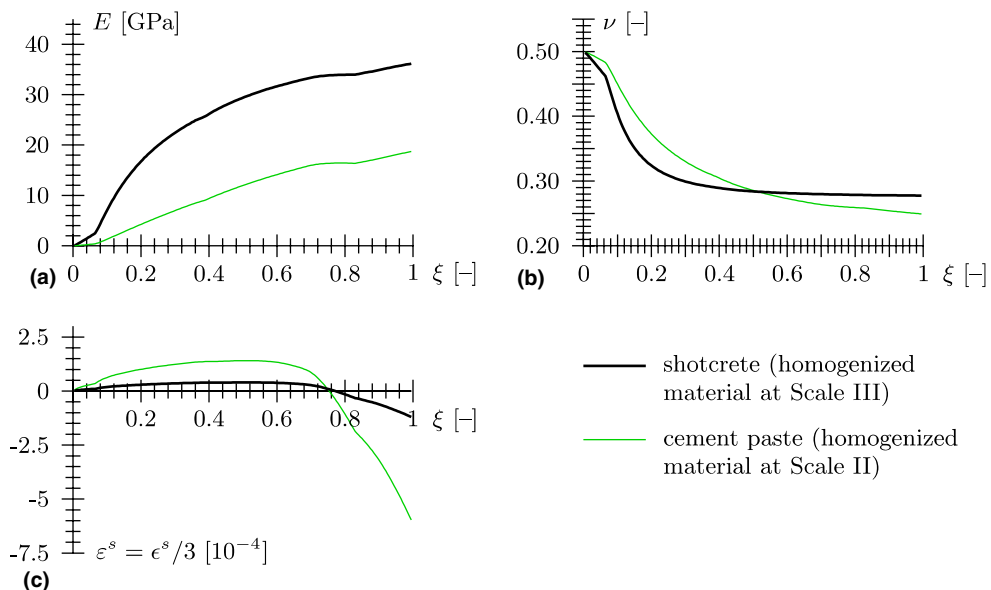 E [GPa]
40
30
20
10
0
0 0.2 0.4 0.6 0.8 1 ξ [–]
(a)
ν [–]
0.50
0.40
0.30
0.20
0 0.2 0.4 0.6 0.8 1 ξ [–]
(b)
2.5
0
0.2 0.4 0.6 0.8 1 ξ [–]
-2.5
-5
-7.5
εˢ = ϵˢ/3 [10⁻⁴]
(c)
shotcrete (homogenized
material at Scale III)
cement paste (homogenized
material at Scale II)